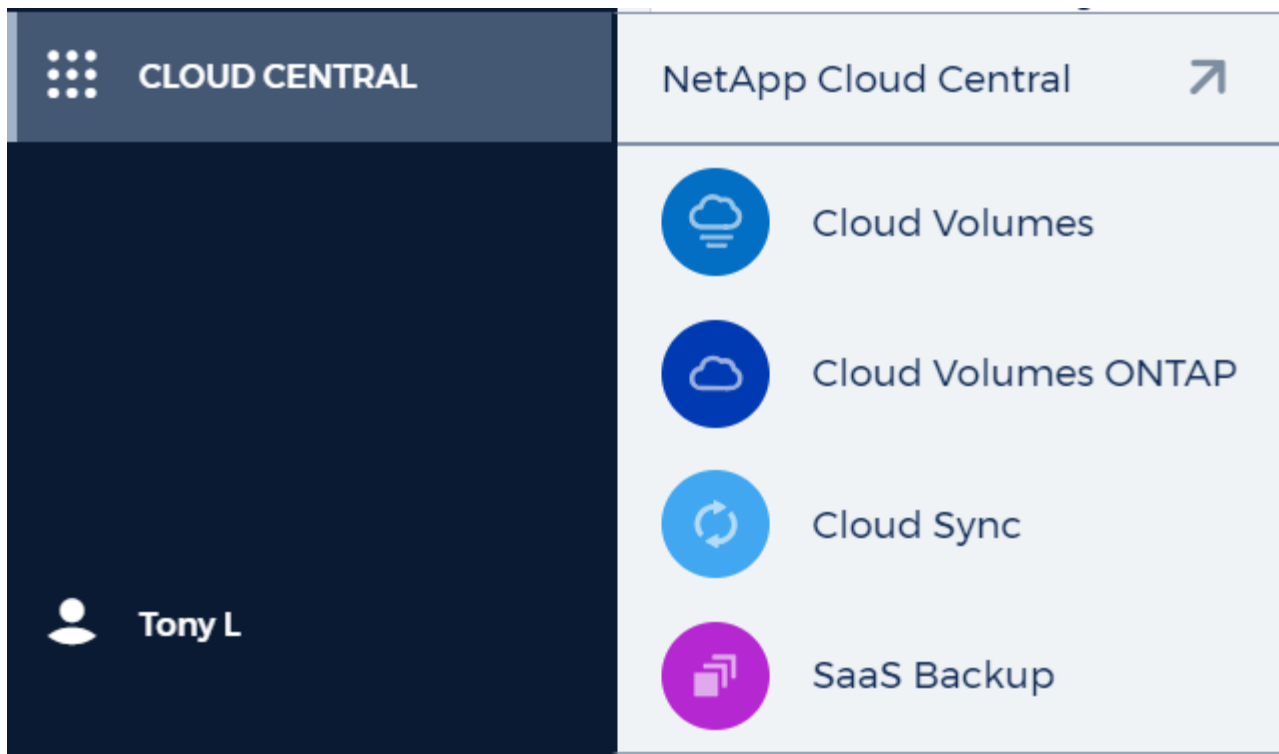 CLOUD CENTRAL
NetApp Cloud Central
Cloud Volumes
Cloud Volumes ONTAP
Cloud Sync
Tony L
SaaS Backup